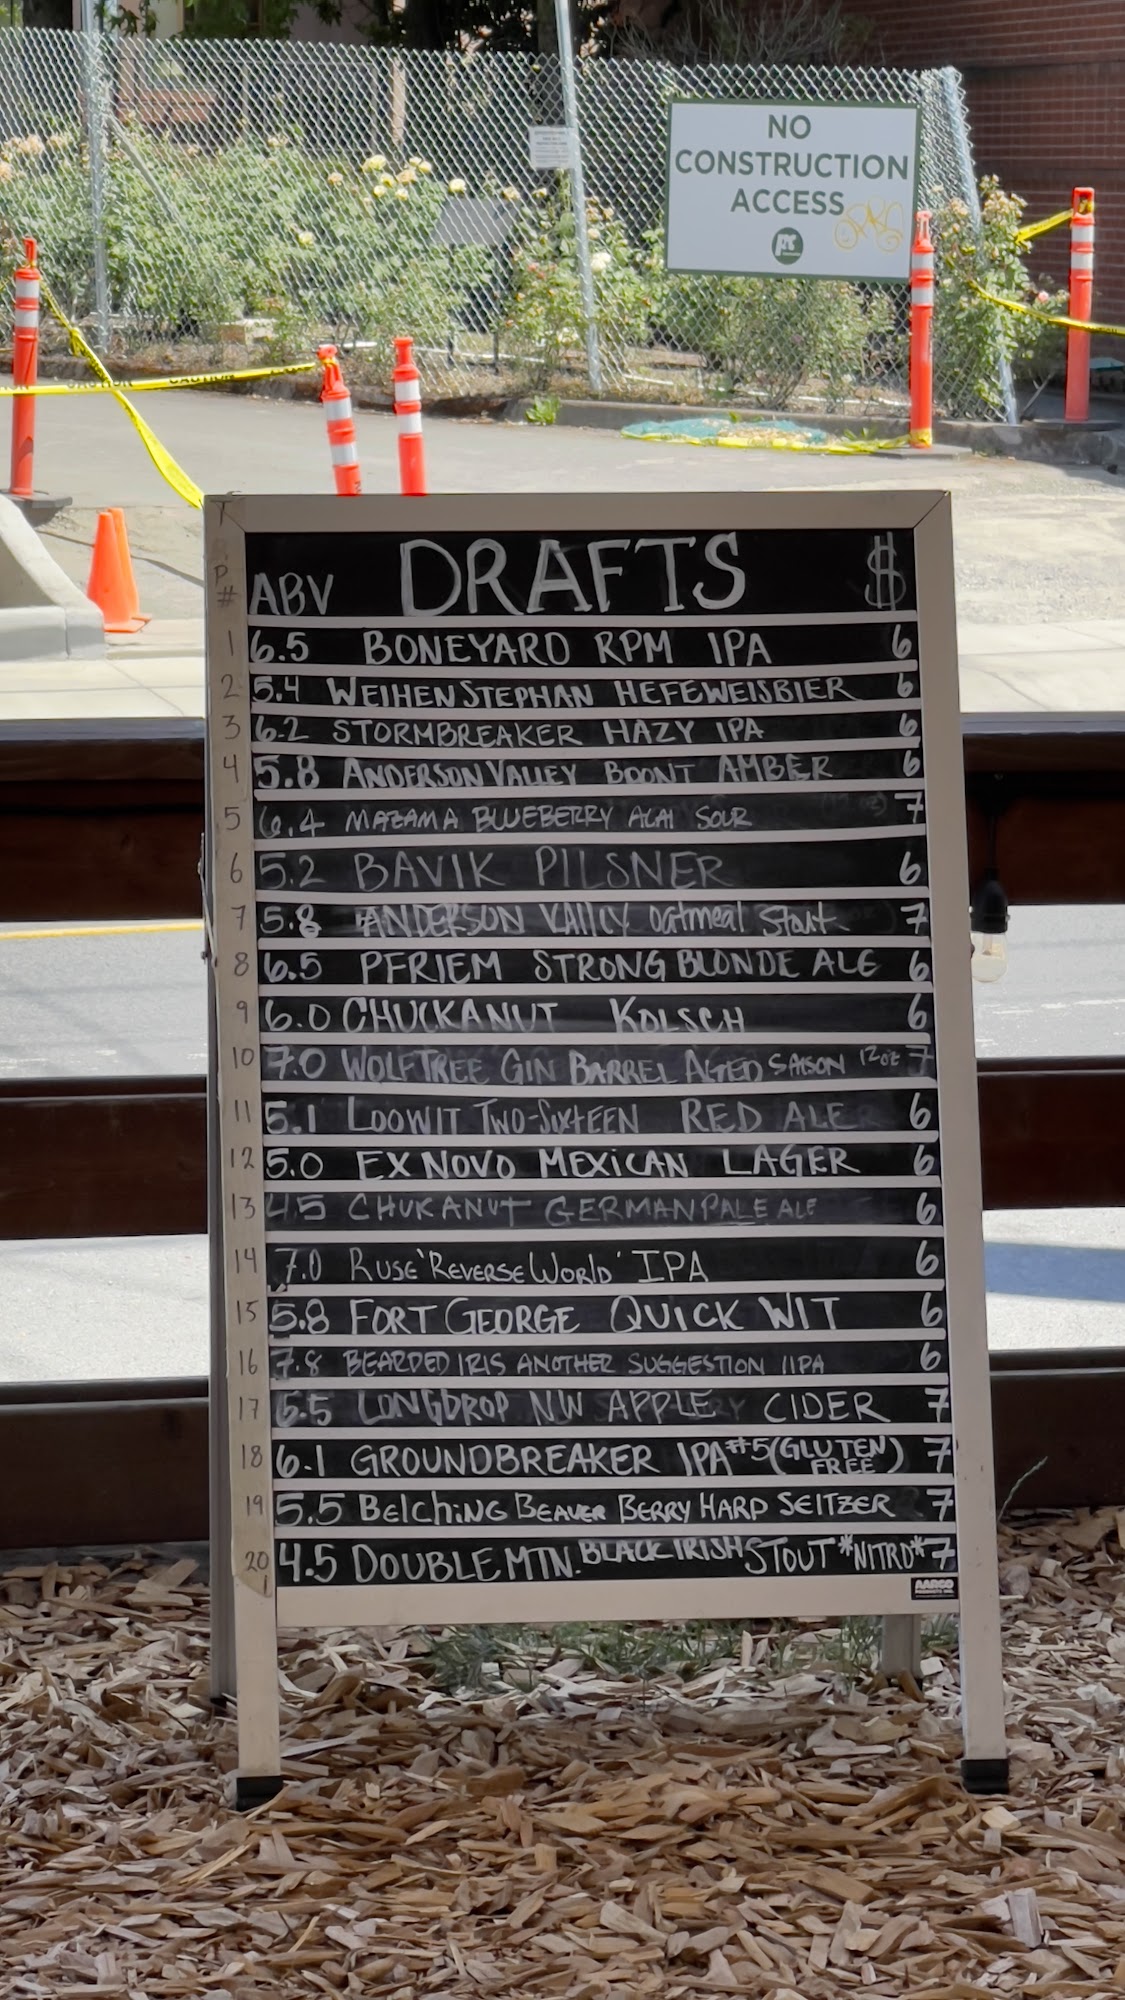 NO
CONSTRUCTION
ACCESS
CAUTION
TAP# ABV DRAFTS $
1 6.5 BONEYARD RPM IPA 6
2 5.4 WEIHENSTEPHAN HEFEWEISBIER 6
3 6.2 STORMBREAKER HAZY IPA 6
4 5.8 ANDERSON VALLEY BOONT AMBER 6
5 6.4 MAZAMA BLUEBERRY ACAI SOUR 7
6 5.2 BAVIK PILSNER 6
7 5.8 ANDERSON VALLCY oatmeal Stout 7
8 6.5 PFRIEM STRONG BLONDE ALE 6
9 6.0 CHUCKANUT KOLSCH 6
10 7.0 WOLFTREE GIN BARREL AGED SAISON 12oz 7
11 5.1 LOOWIT TWO-SIXTEEN RED ALE 6
12 5.0 EX NOVO MEXICAN LAGER 6
13 4.5 CHUKANUT GERMAN PALE ALE 6
14 7.0 RUSE 'REVERSE WORLD' IPA 6
15 5.8 FORT GEORGE QUICK WIT 6
16 7.8 BEARDED IRIS ANOTHER SUGGESTION IIPA 6
17 6.5 LONGDROP NW APPLE CIDER 7
18 6.1 GROUNDBREAKER IPA #5 (GLUTEN FREE) 7
19 5.5 BELCHING BEAVER BERRY HARD SELTZER 7
20 4.5 DOUBLE MTN. BLACK IRISH STOUT *NITRO* 7